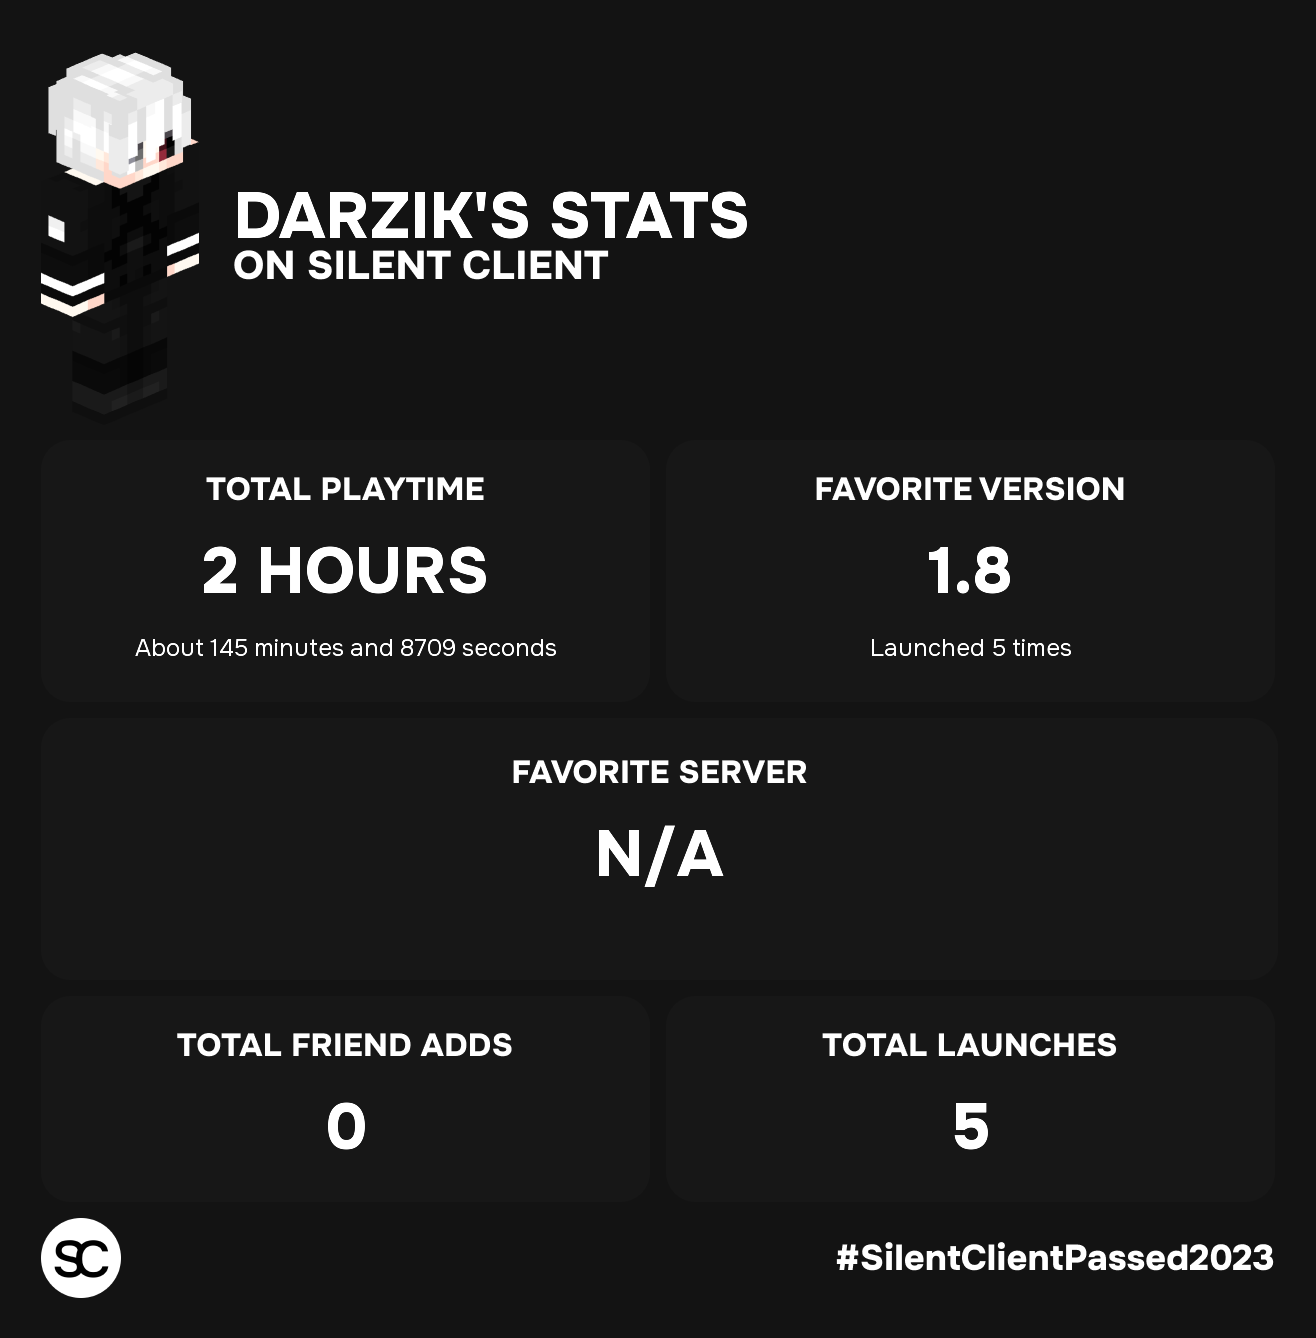 DARZIK'S STATS
ON SILENT CLIENT
TOTAL PLAYTIME
2 HOURS
About 145 minutes and 8709 seconds
FAVORITE VERSION
1.8
Launched 5 times
FAVORITE SERVER
N/A
TOTAL FRIEND ADDS
0
TOTAL LAUNCHES
5
SC
#SilentClientPassed2023